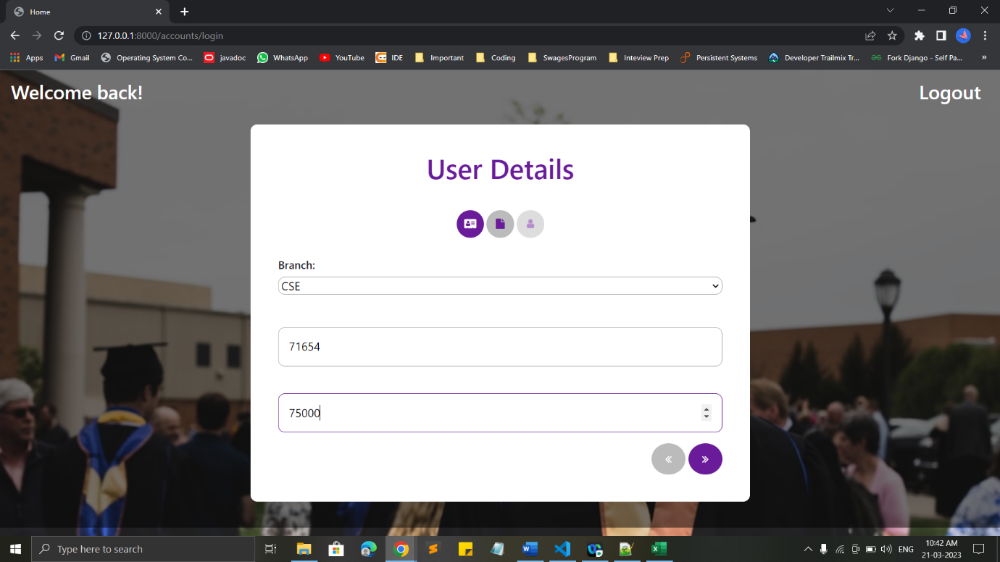 Home
127.0.0.1:8000/accounts/login
Apps Gmail Operating System Co... javadoc WhatsApp YouTube IDE Important Coding SwagesProgram Inteview Prep Persistent Systems Developer Trailmix Tr... Fork Django - Self Pa... »
Welcome back! Logout
User Details
Branch:
CSE
71654
75000
« »
Type here to search
ENG 10:42 AM
21-03-2023